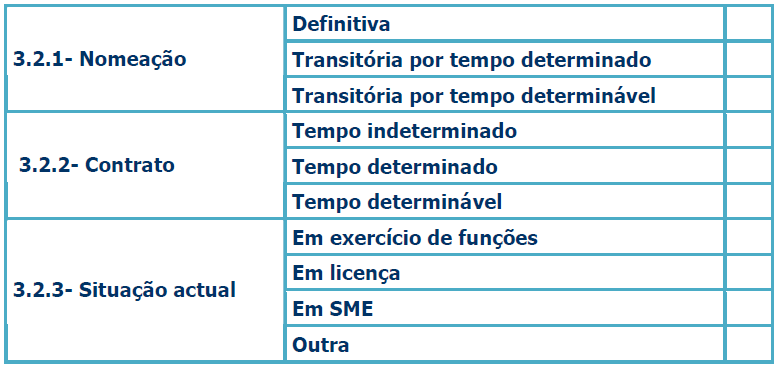 3.2.1- Nomeação
Definitiva
Transitória por tempo determinado
Transitória por tempo determinável
3.2.2- Contrato
Tempo indeterminado
Tempo determinado
Tempo determinável
3.2.3- Situação actual
Em exercício de funções
Em licença
Em SME
Outra